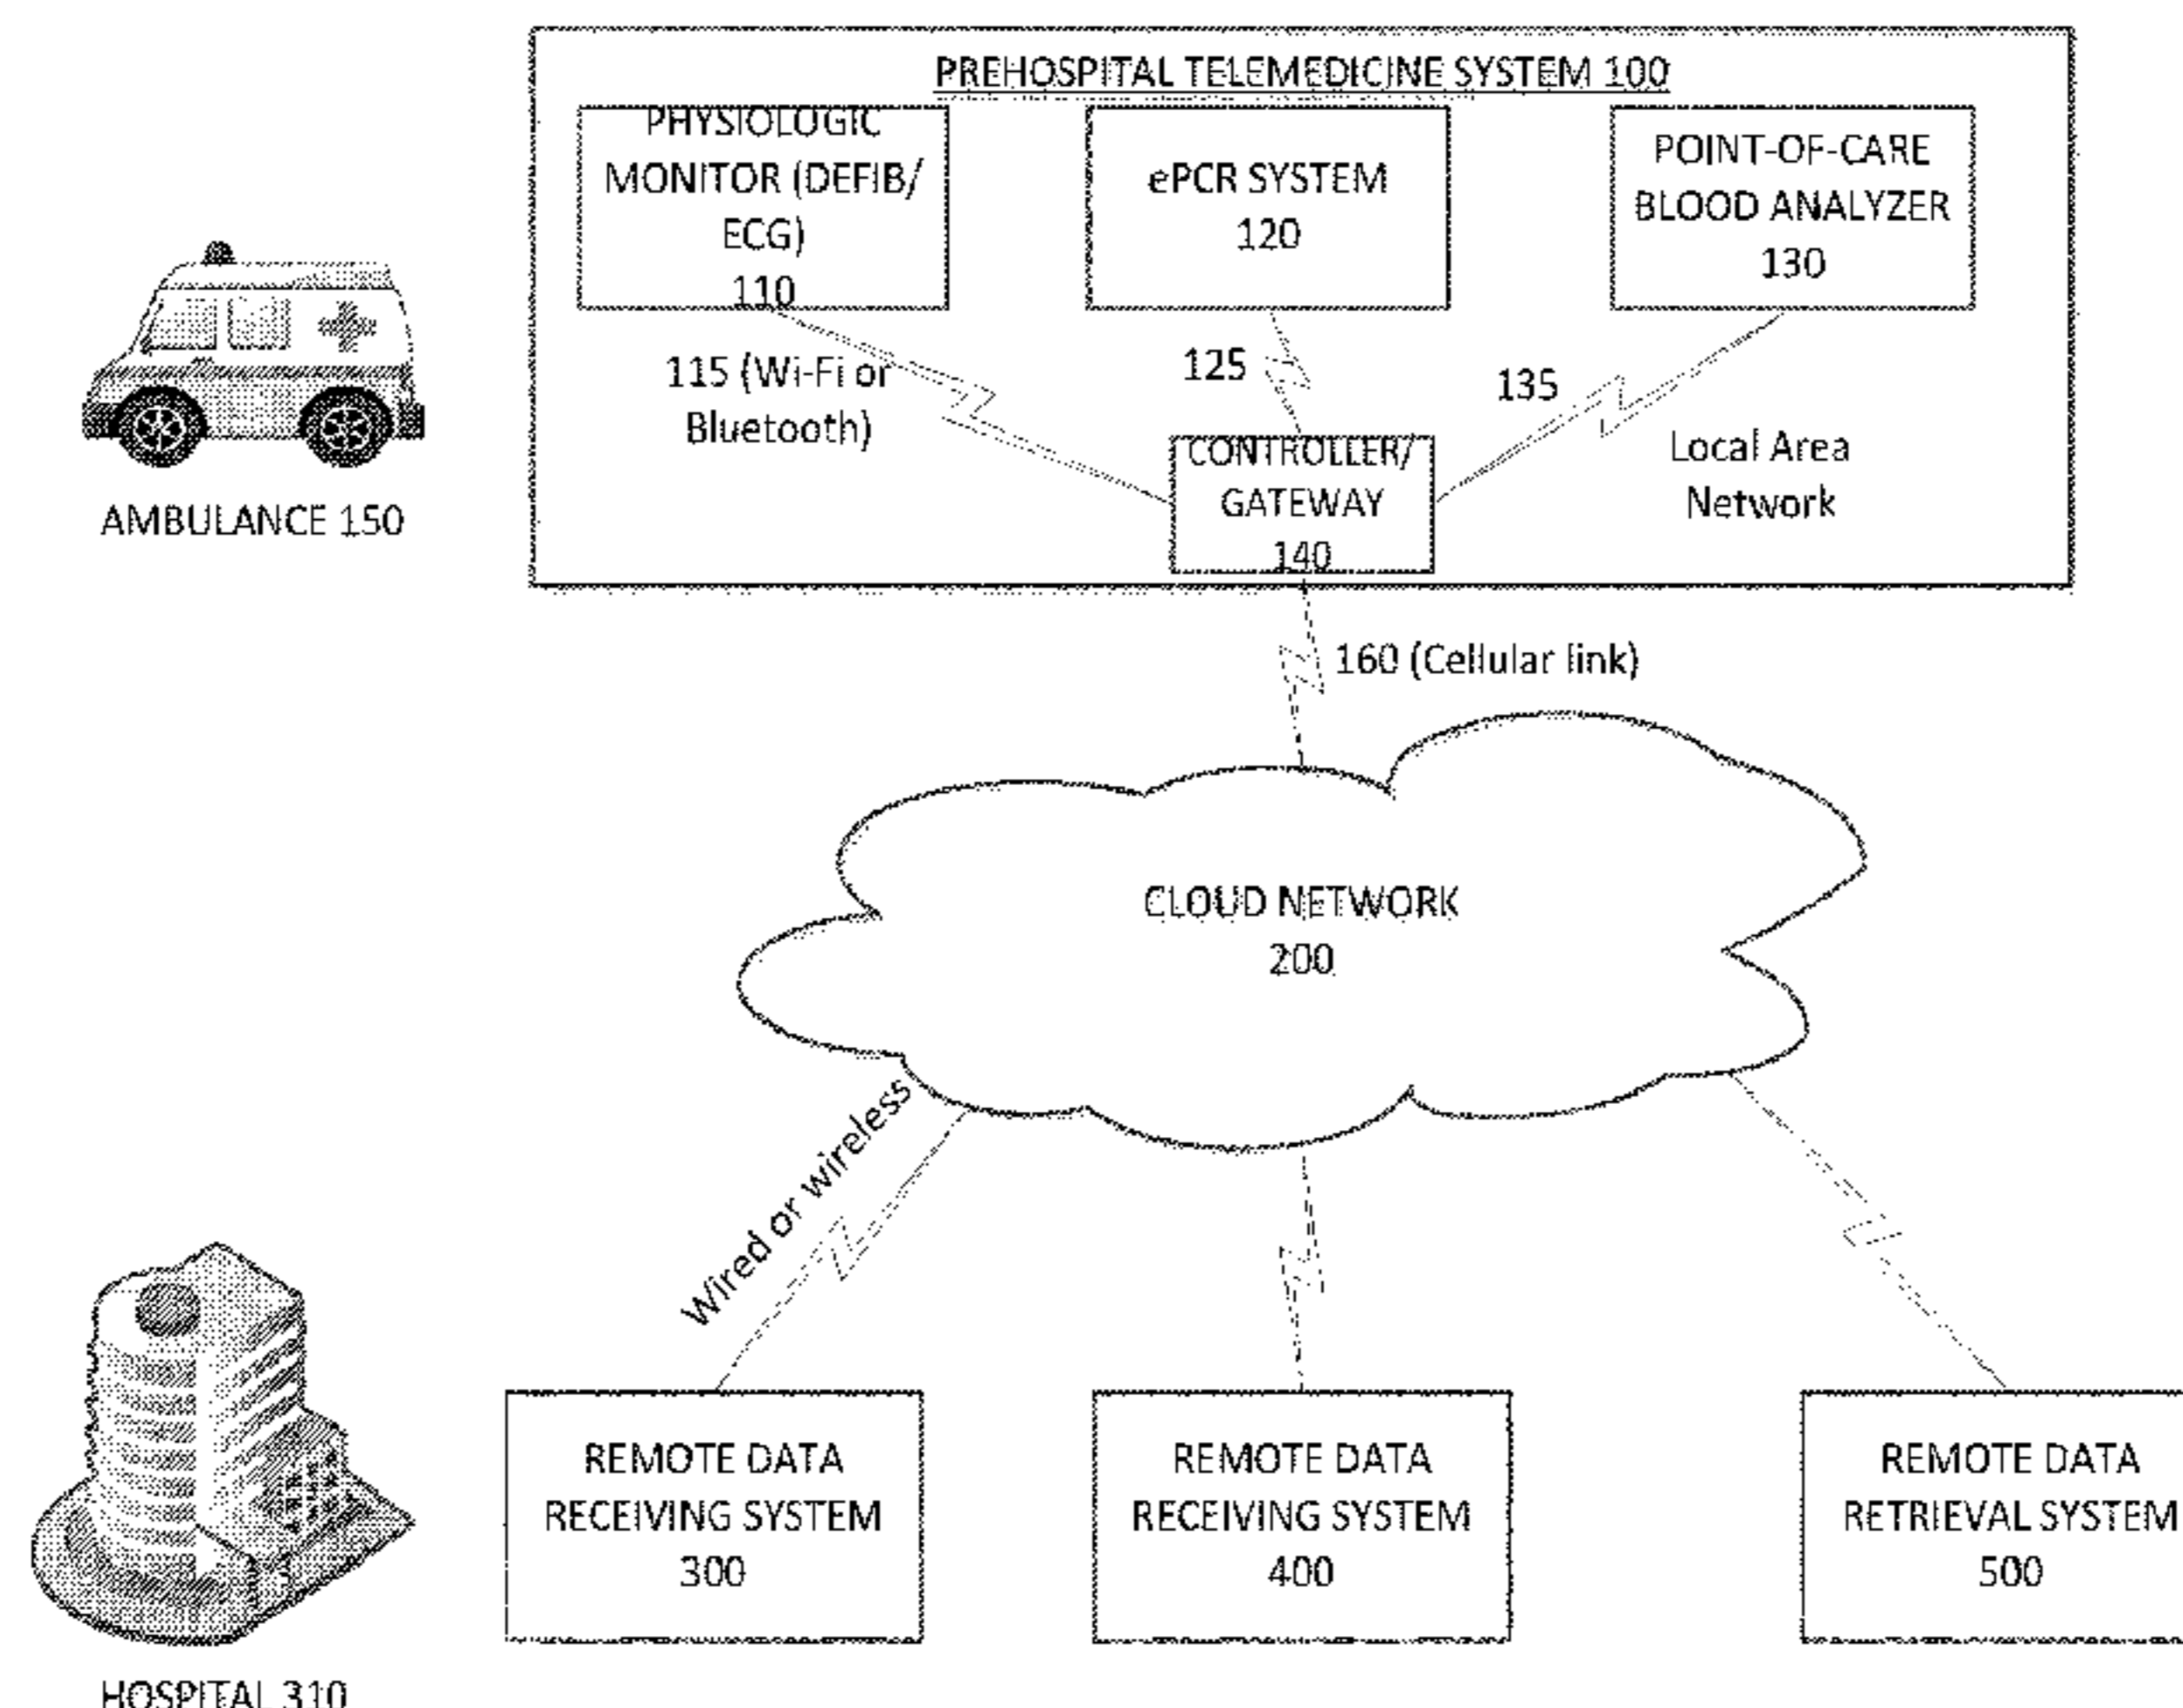 PREHOSPITAL TELEMEDICINE SYSTEM 100
PHYSIOLOGIC
MONITOR (DEFIB/
ECG)
110
ePCR SYSTEM
120
POINT-OF-CARE
BLOOD ANALYZER
130
115 (Wi-Fi or
Bluetooth)
125
135
Local Area
Network
CONTROLLER/
GATEWAY
140
AMBULANCE 150
160 (Cellular link)
CLOUD NETWORK
200
Wired or wireless
REMOTE DATA
RECEIVING SYSTEM
300
REMOTE DATA
RECEIVING SYSTEM
400
REMOTE DATA
RETRIEVAL SYSTEM
500
HOSPITAL 310